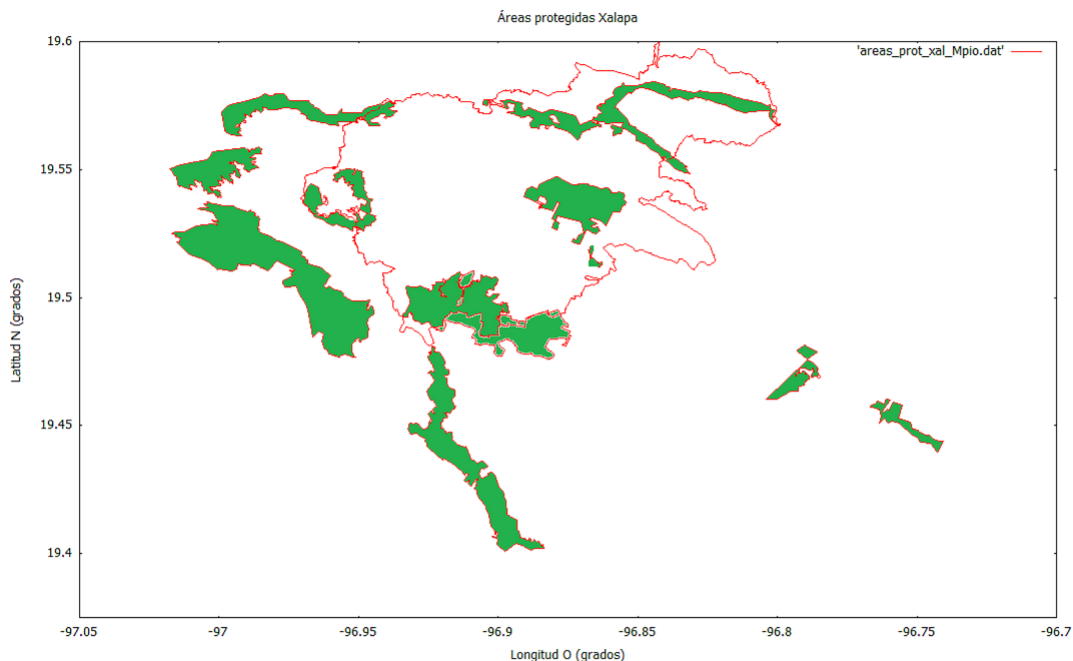 Áreas protegidas Xalapa
19.6
'areas_prot_xal_Mpio.dat'
19.55
19.5
Latitud N (grados)
19.45
19.4
-97.05 -97 -96.95 -96.9 -96.85 -96.8 -96.75 -96.7
Longitud O (grados)